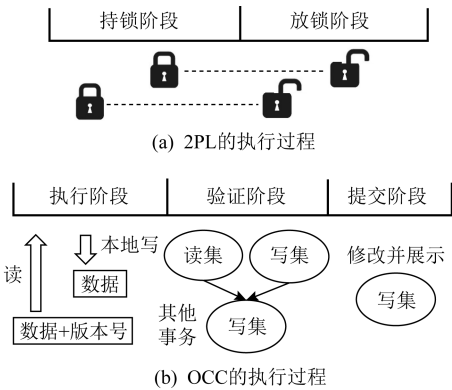 持锁阶段 放锁阶段
(a) 2PL的执行过程
执行阶段 验证阶段 提交阶段
读
本地写
数据
数据+版本号
读集 写集
其他
事务
写集
修改并展示
写集
(b) OCC的执行过程